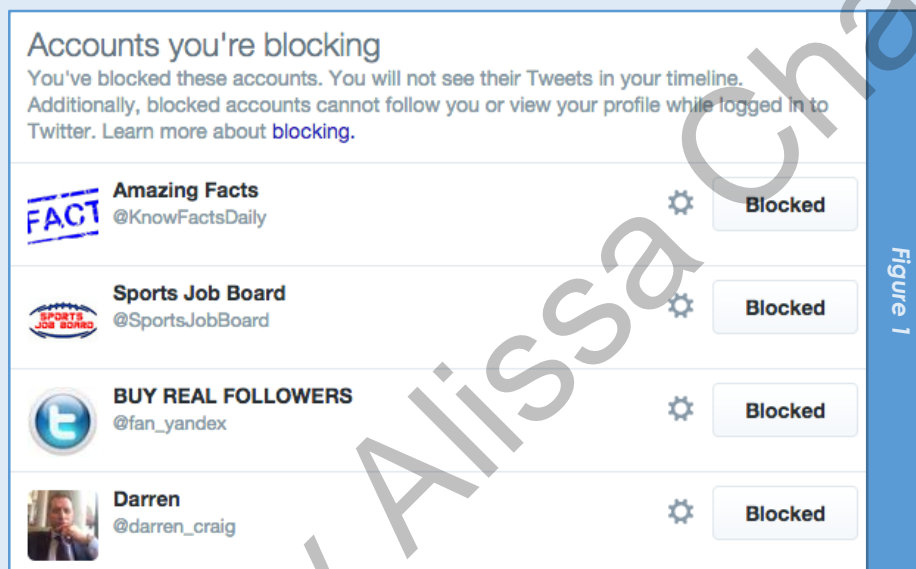 Accounts you're blocking
You've blocked these accounts. You will not see their Tweets in your timeline.
Additionally, blocked accounts cannot follow you or view your profile while logged in to
Twitter. Learn more about blocking.
FACT
Amazing Facts
@KnowFactsDaily
Blocked
SPORTS
JOB BOARD
Sports Job Board
@SportsJobBoard
Blocked
BUY REAL FOLLOWERS
@fan_yandex
Blocked
Darren
@darren_craig
Blocked
Figure 1
Alissa